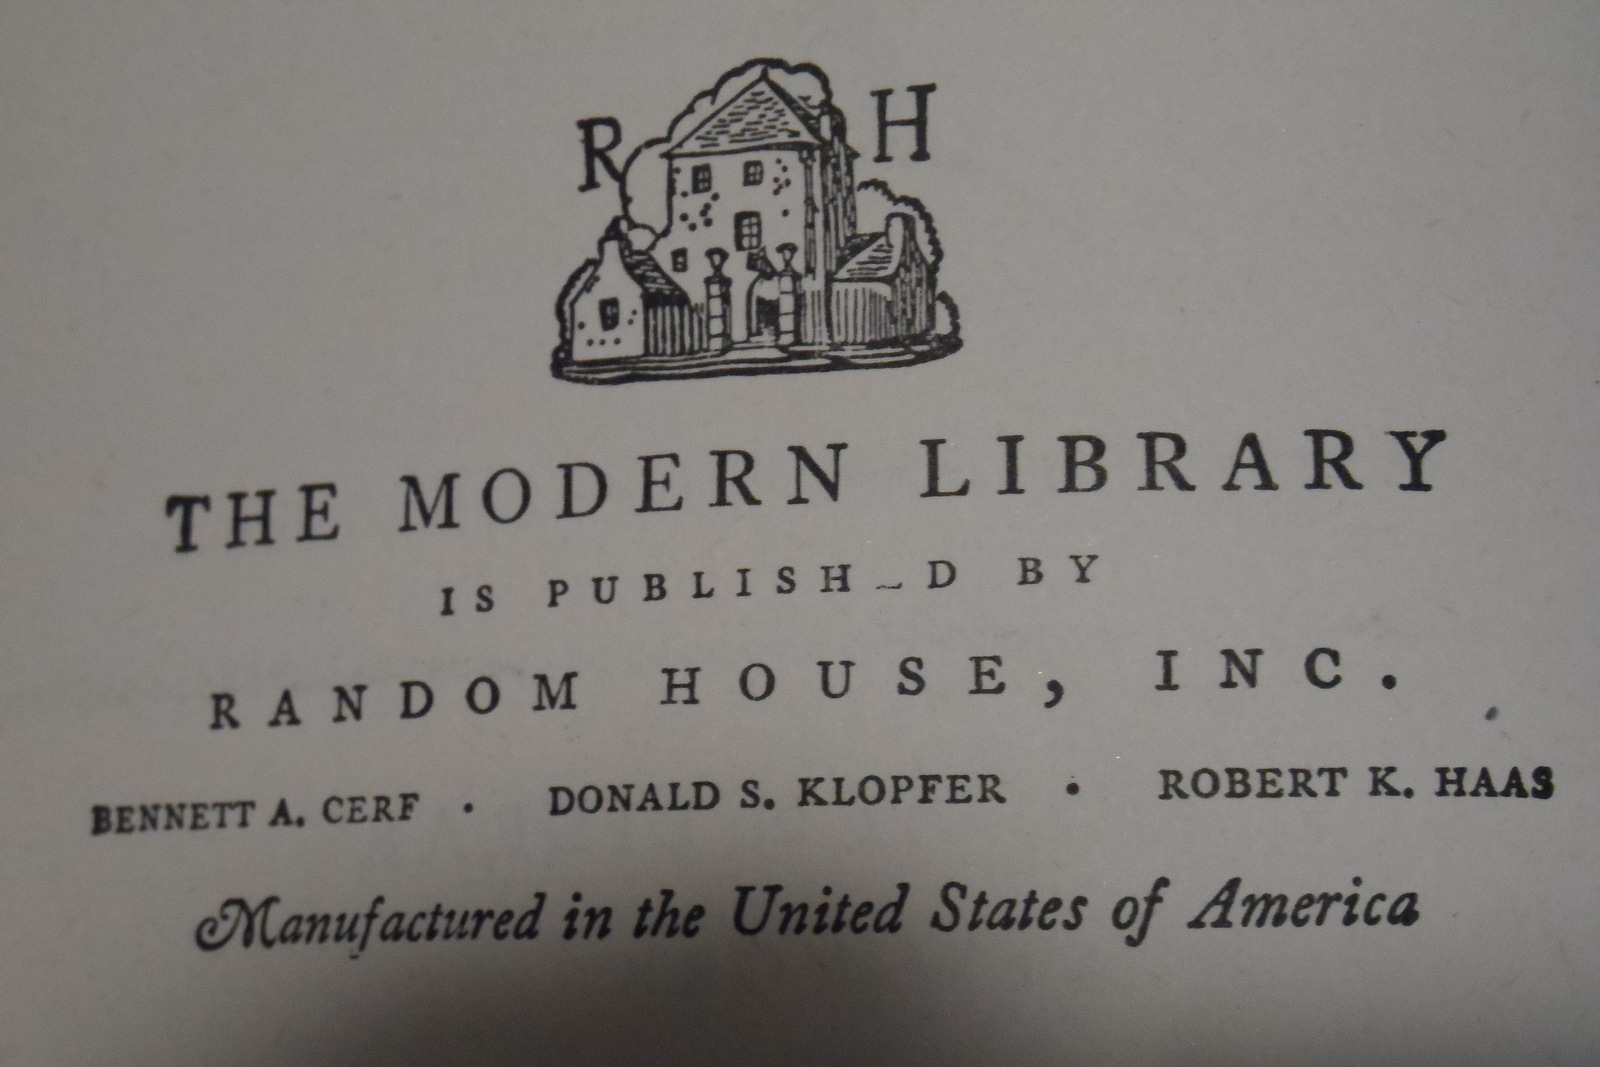 R H
THE MODERN LIBRARY
IS PUBLISH_D BY
RANDOM HOUSE, INC.
BENNETT A. CERF · DONALD S. KLOPFER · ROBERT K. HAAS
Manufactured in the United States of America